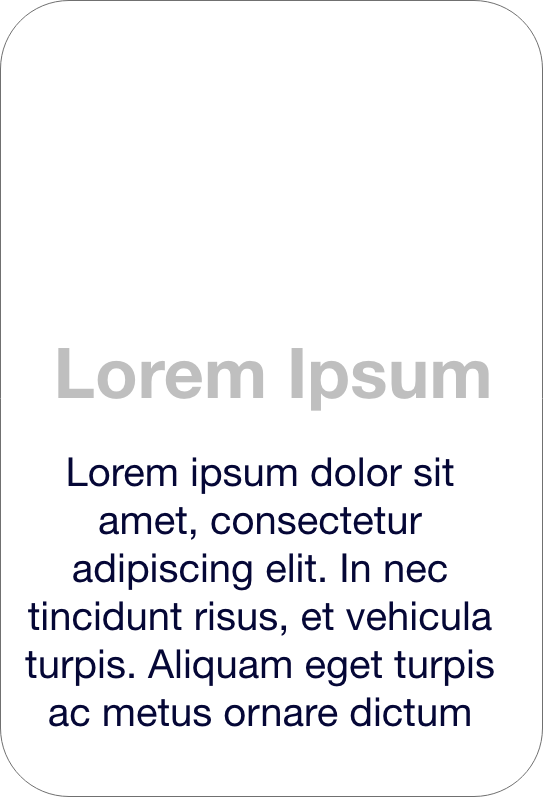 Lorem Ipsum
Lorem ipsum dolor sit
amet, consectetur
adipiscing elit. In nec
tincidunt risus, et vehicula
turpis. Aliquam eget turpis
ac metus ornare dictum